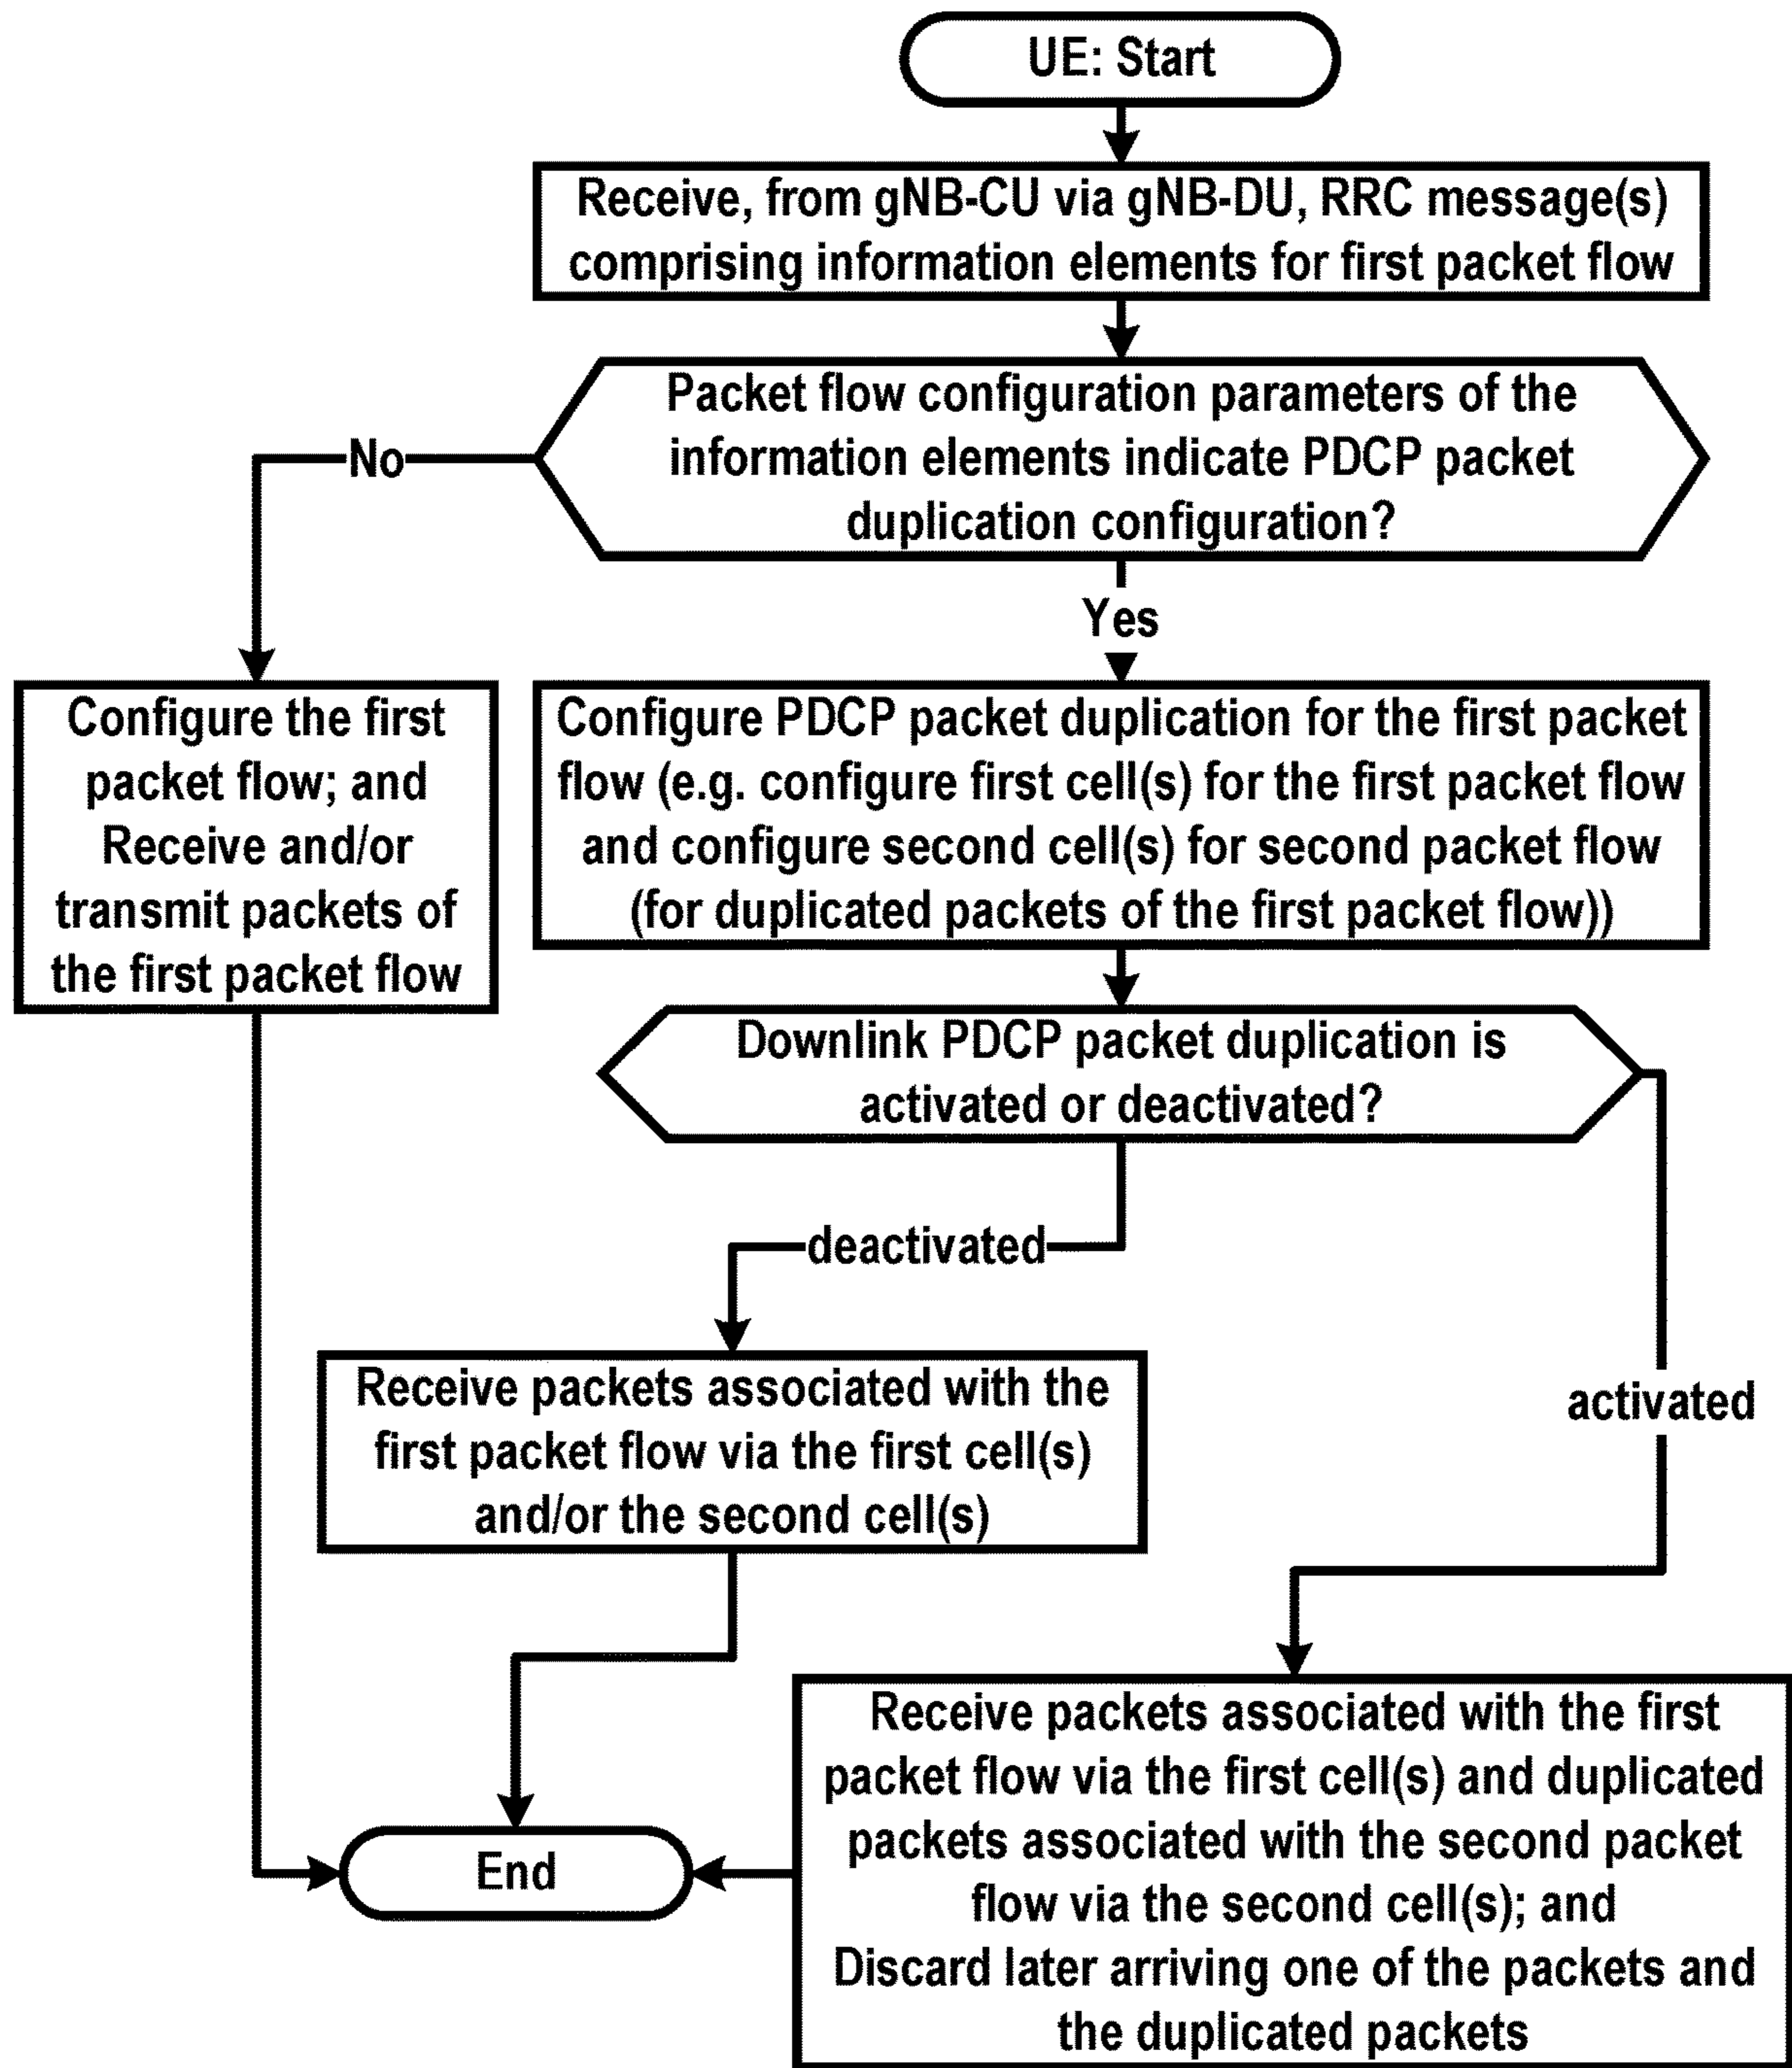 UE: Start
Receive, from gNB-CU via gNB-DU, RRC message(s)
comprising information elements for first packet flow
Packet flow configuration parameters of the
information elements indicate PDCP packet
duplication configuration?
No
Yes
Configure the first
packet flow; and
Receive and/or
transmit packets of
the first packet flow
Configure PDCP packet duplication for the first packet
flow (e.g. configure first cell(s) for the first packet flow
and configure second cell(s) for second packet flow
(for duplicated packets of the first packet flow))
Downlink PDCP packet duplication is
activated or deactivated?
deactivated
activated
Receive packets associated with the
first packet flow via the first cell(s)
and/or the second cell(s)
Receive packets associated with the first
packet flow via the first cell(s) and duplicated
packets associated with the second packet
flow via the second cell(s); and
Discard later arriving one of the packets and
the duplicated packets
End